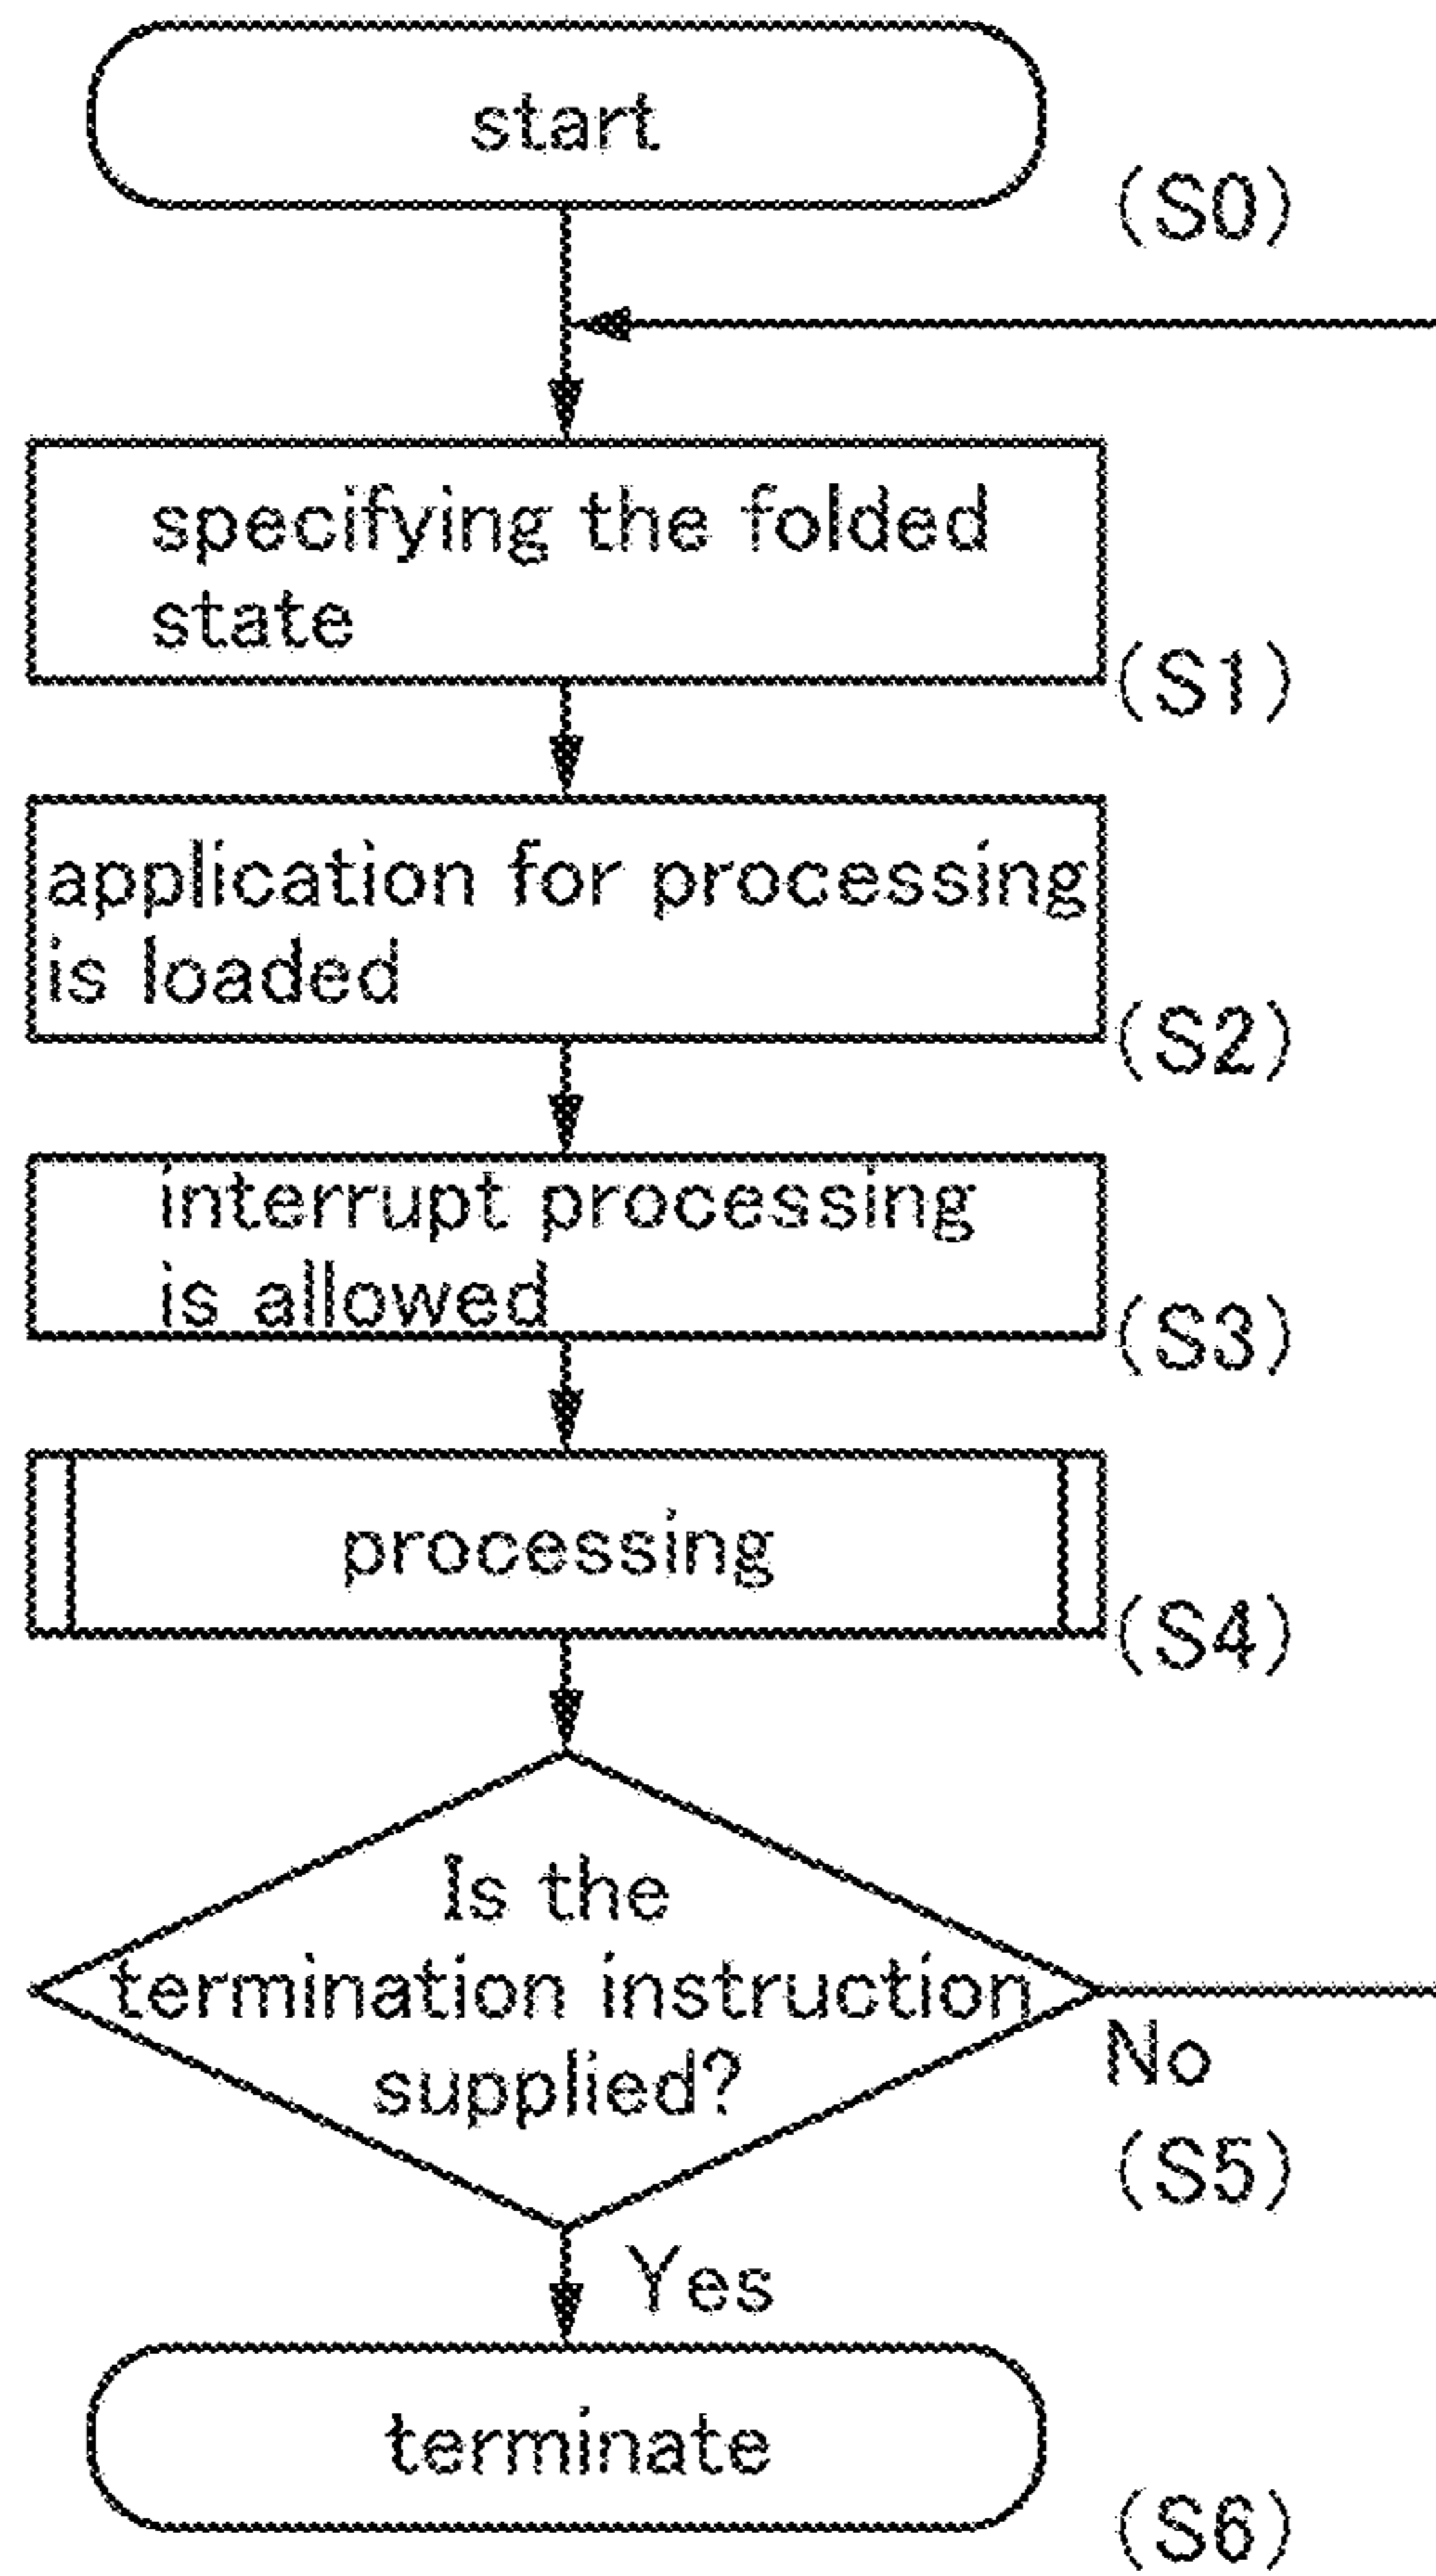 start
(S0)
specifying the folded
state
(S1)
application for processing
is loaded
(S2)
interrupt processing
is allowed
(S3)
processing
(S4)
Is the
termination instruction
supplied?
No
(S5)
Yes
terminate
(S6)